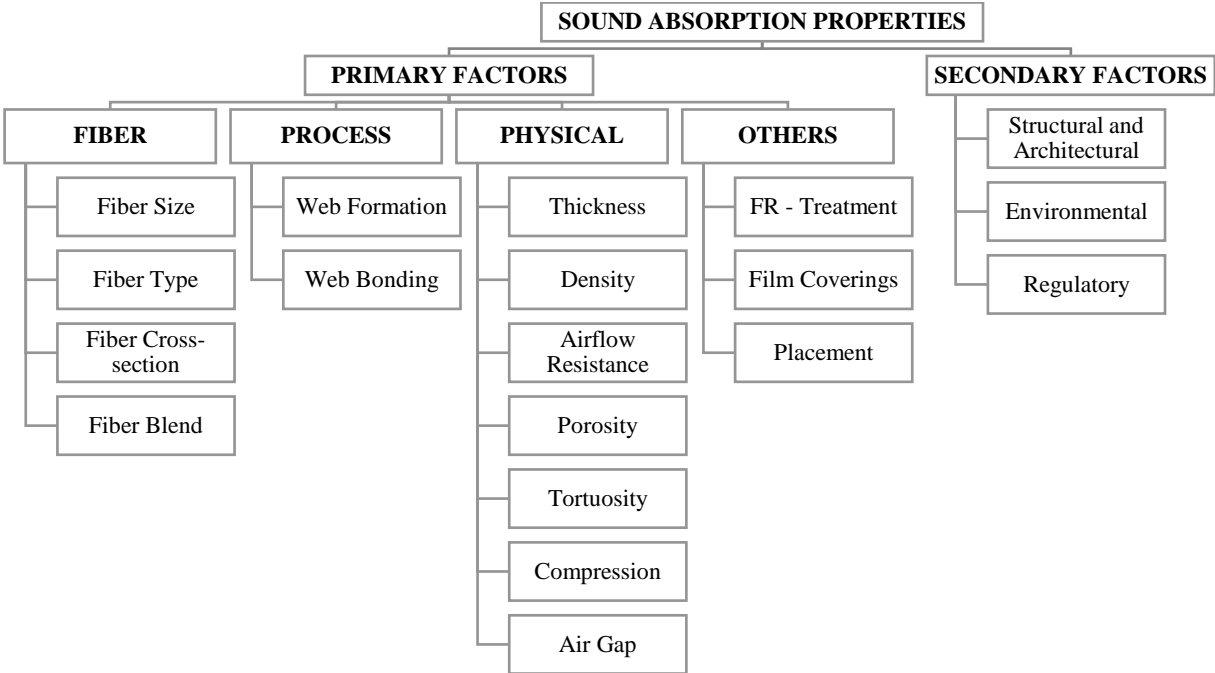 SOUND ABSORPTION PROPERTIES
PRIMARY FACTORS
FIBER
Fiber Size
Fiber Type
Fiber Cross-
section
Fiber Blend
PROCESS
Web Formation
Web Bonding
PHYSICAL
Thickness
Density
Airflow
Resistance
Porosity
Tortuosity
Compression
Air Gap
OTHERS
FR - Treatment
Film Coverings
Placement
SECONDARY FACTORS
Structural and
Architectural
Environmental
Regulatory